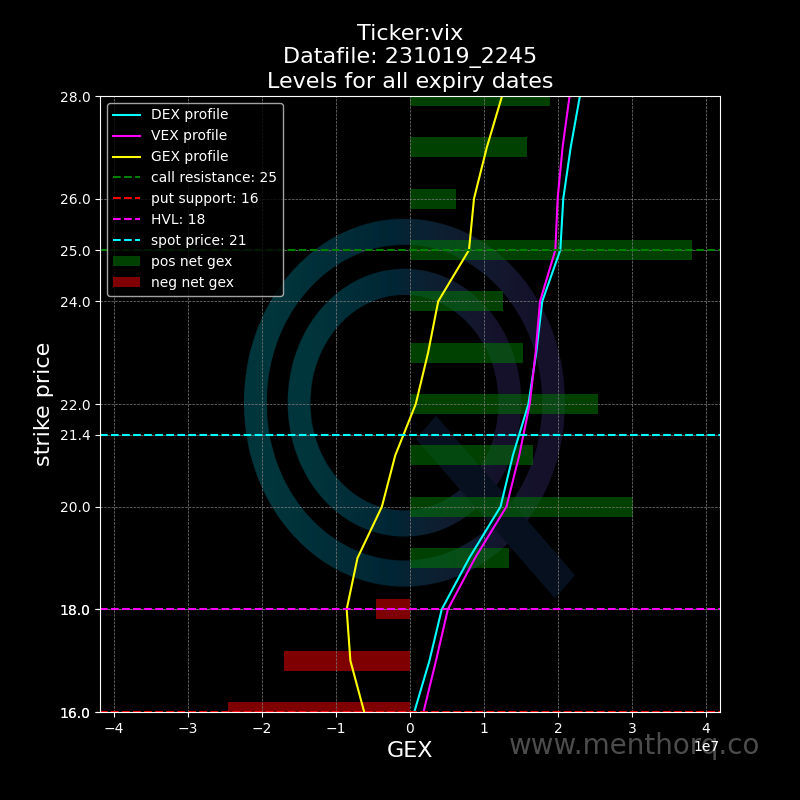 Ticker:vix
Datafile: 231019_2245
Levels for all expiry dates
DEX profile
VEX profile
GEX profile
call resistance: 25
put support: 16
HVL: 18
spot price: 21
pos net gex
neg net gex
28.0
26.0
25.0
24.0
22.0
21.4
20.0
18.0
16.0
strike price
−4 −3 −2 −1 0 1 2 3 4
1e7
GEX
www.menthorq.co